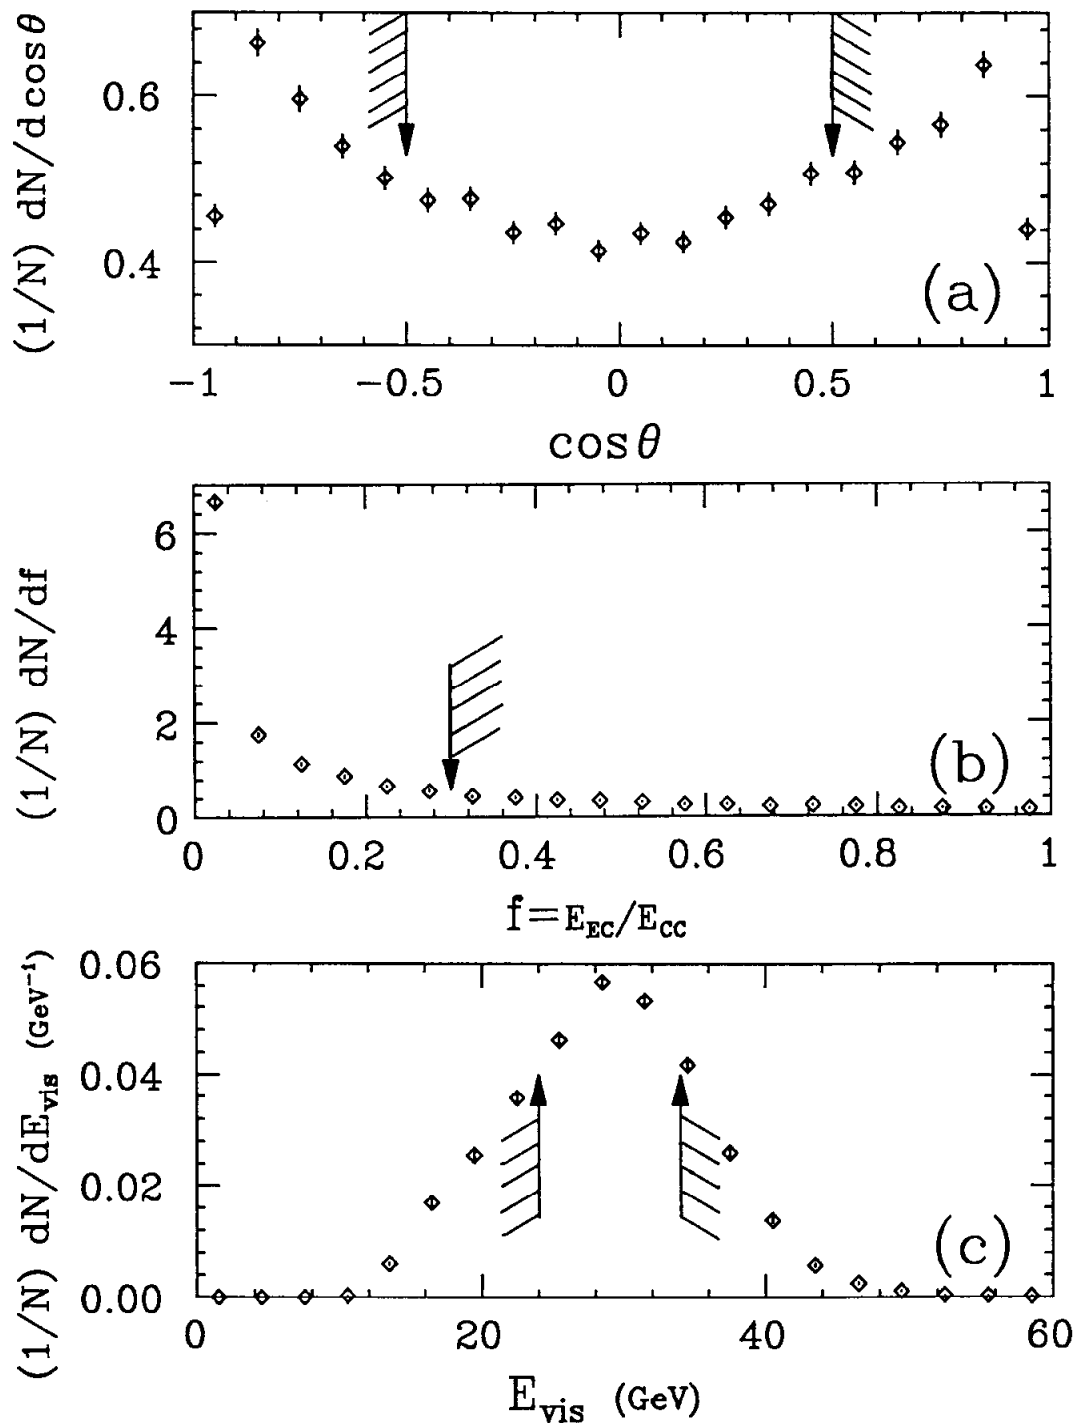 (1/N) dN/d cosθ
0.6
0.4
(a)
−1
−0.5
0
0.5
1
cosθ
(1/N) dN/df
6
4
2
0
(b)
0
0.2
0.4
0.6
0.8
1
f=E_EC/E_CC
(1/N) dN/dE_vis (GeV⁻¹)
0.06
0.04
0.02
0.00
(c)
0
20
40
60
E_vis (GeV)